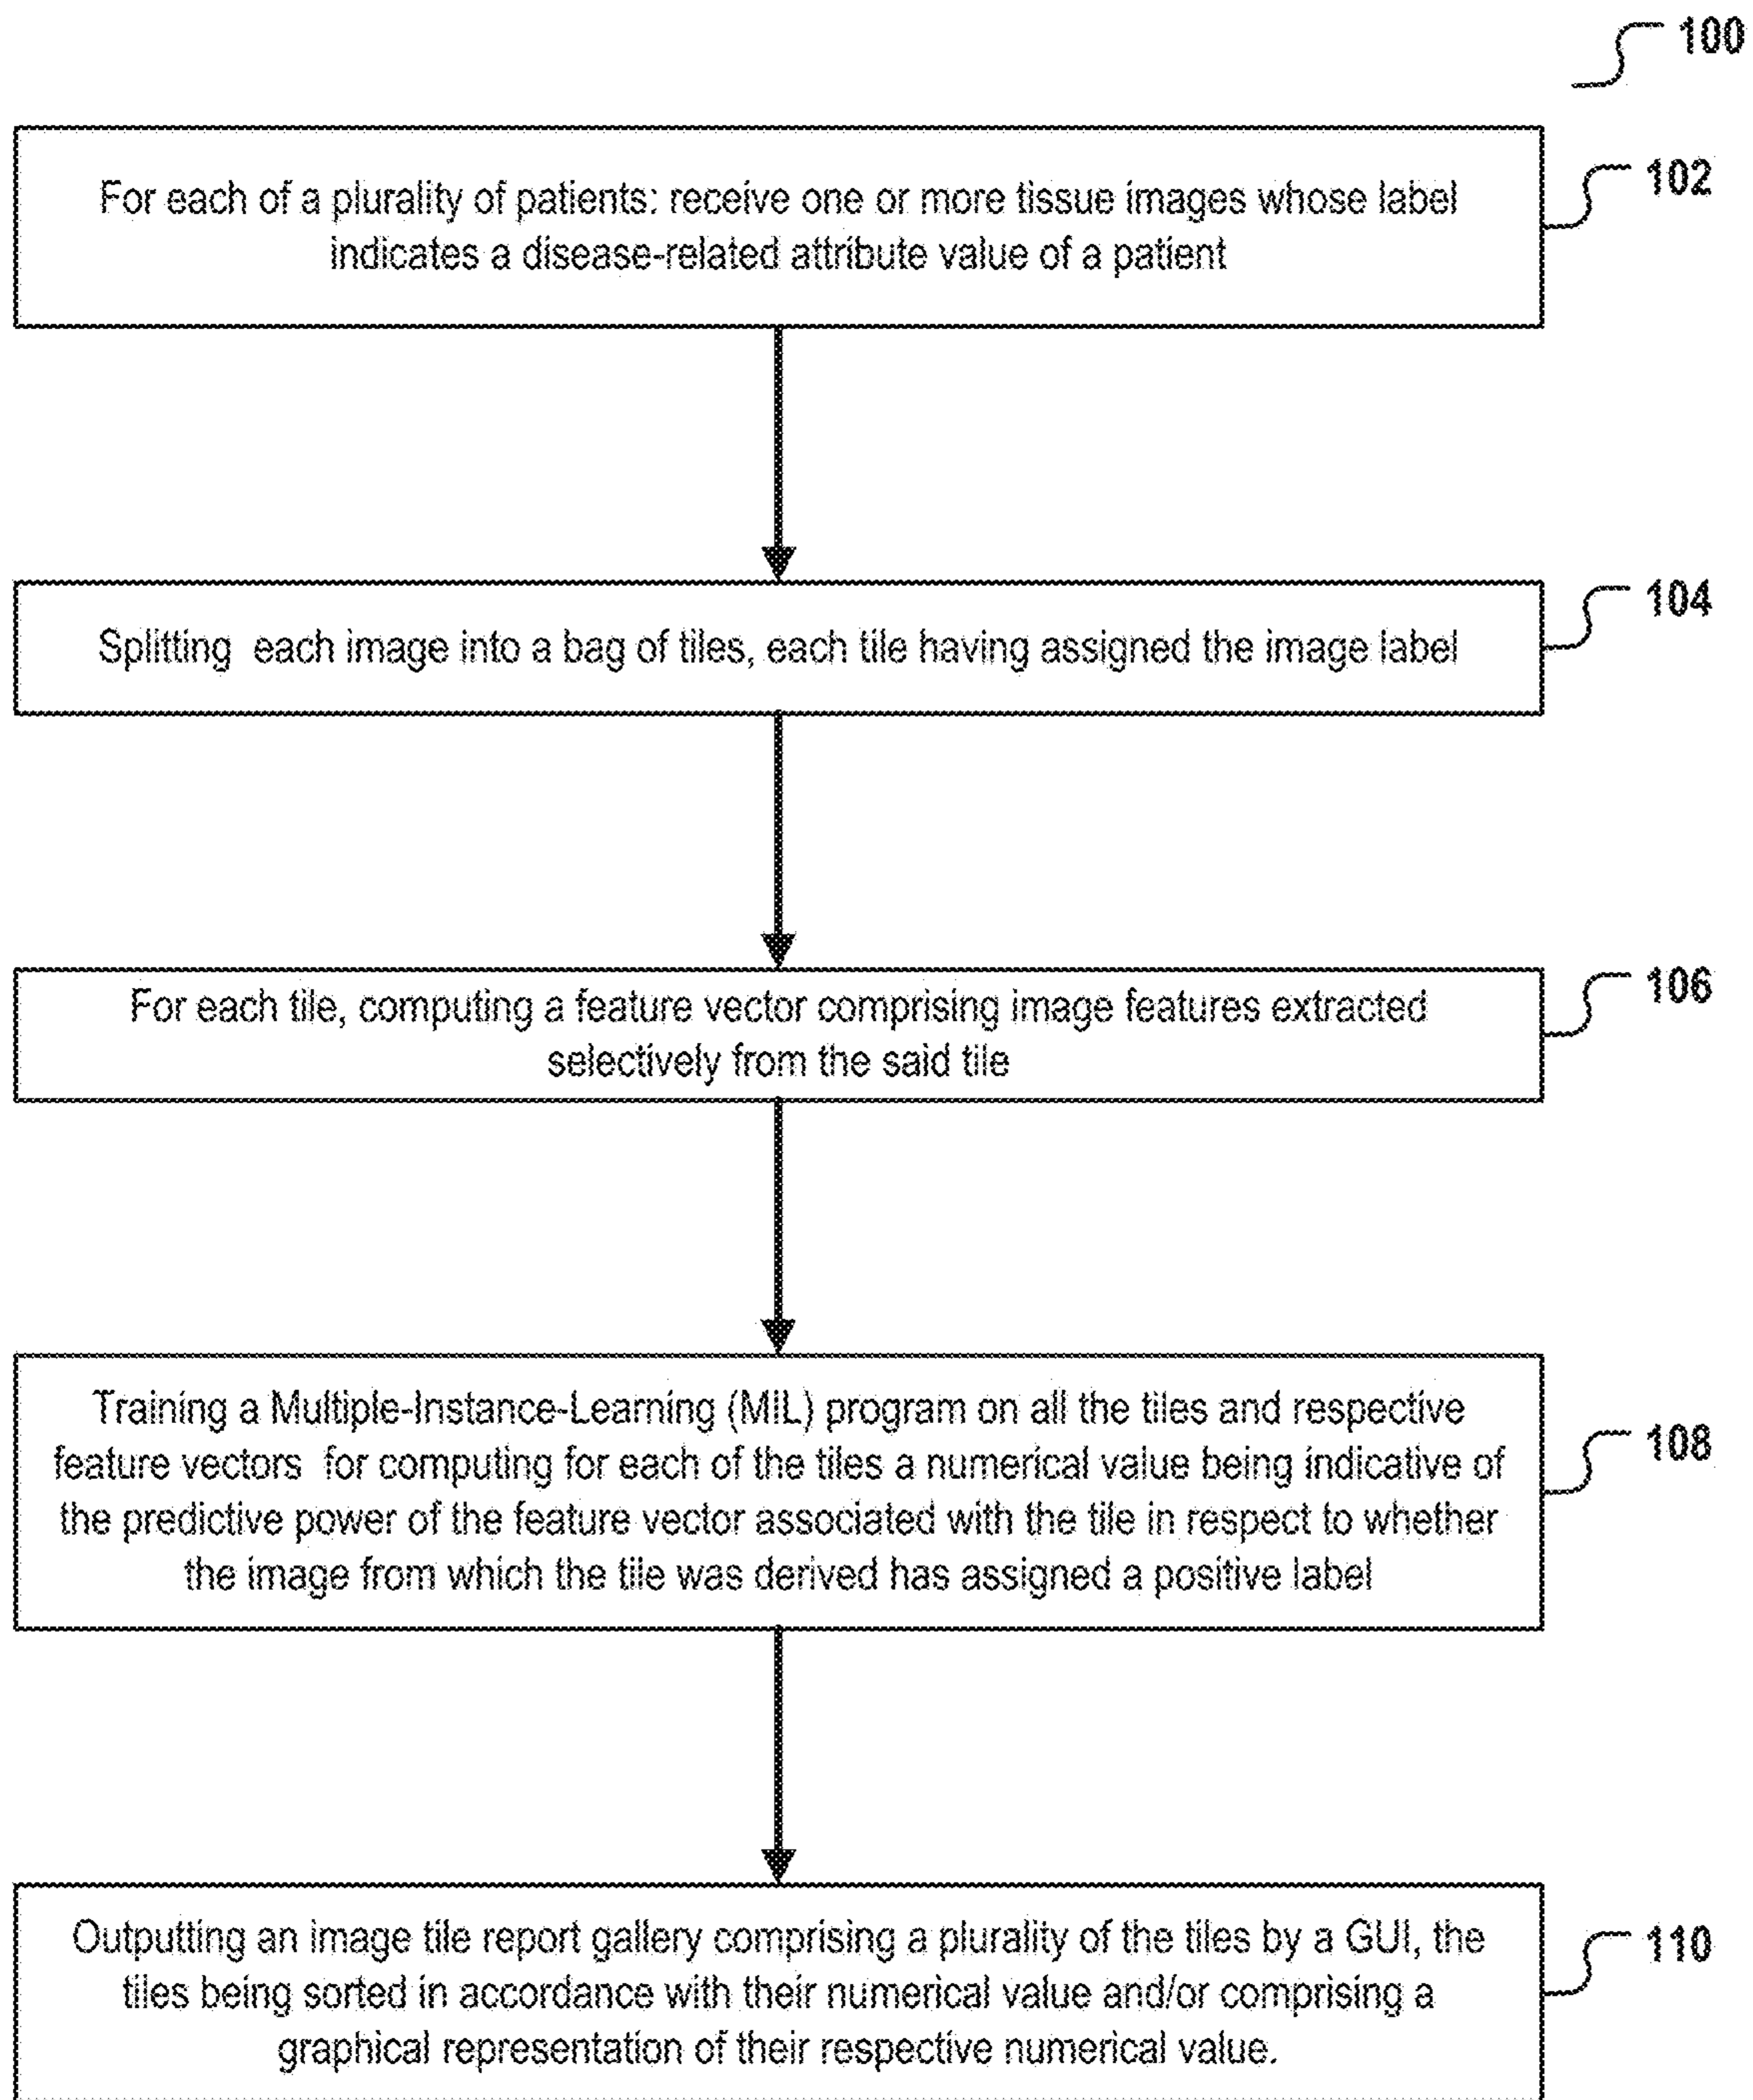 100
For each of a plurality of patients: receive one or more tissue images whose label
indicates a disease-related attribute value of a patient
102
Splitting each image into a bag of tiles, each tile having assigned the image label
104
For each tile, computing a feature vector comprising image features extracted
selectively from the said tile
106
Training a Multiple-Instance-Learning (MIL) program on all the tiles and respective
feature vectors for computing for each of the tiles a numerical value being indicative of
the predictive power of the feature vector associated with the tile in respect to whether
the image from which the tile was derived has assigned a positive label
108
Outputting an image tile report gallery comprising a plurality of the tiles by a GUI, the
tiles being sorted in accordance with their numerical value and/or comprising a
graphical representation of their respective numerical value.
110